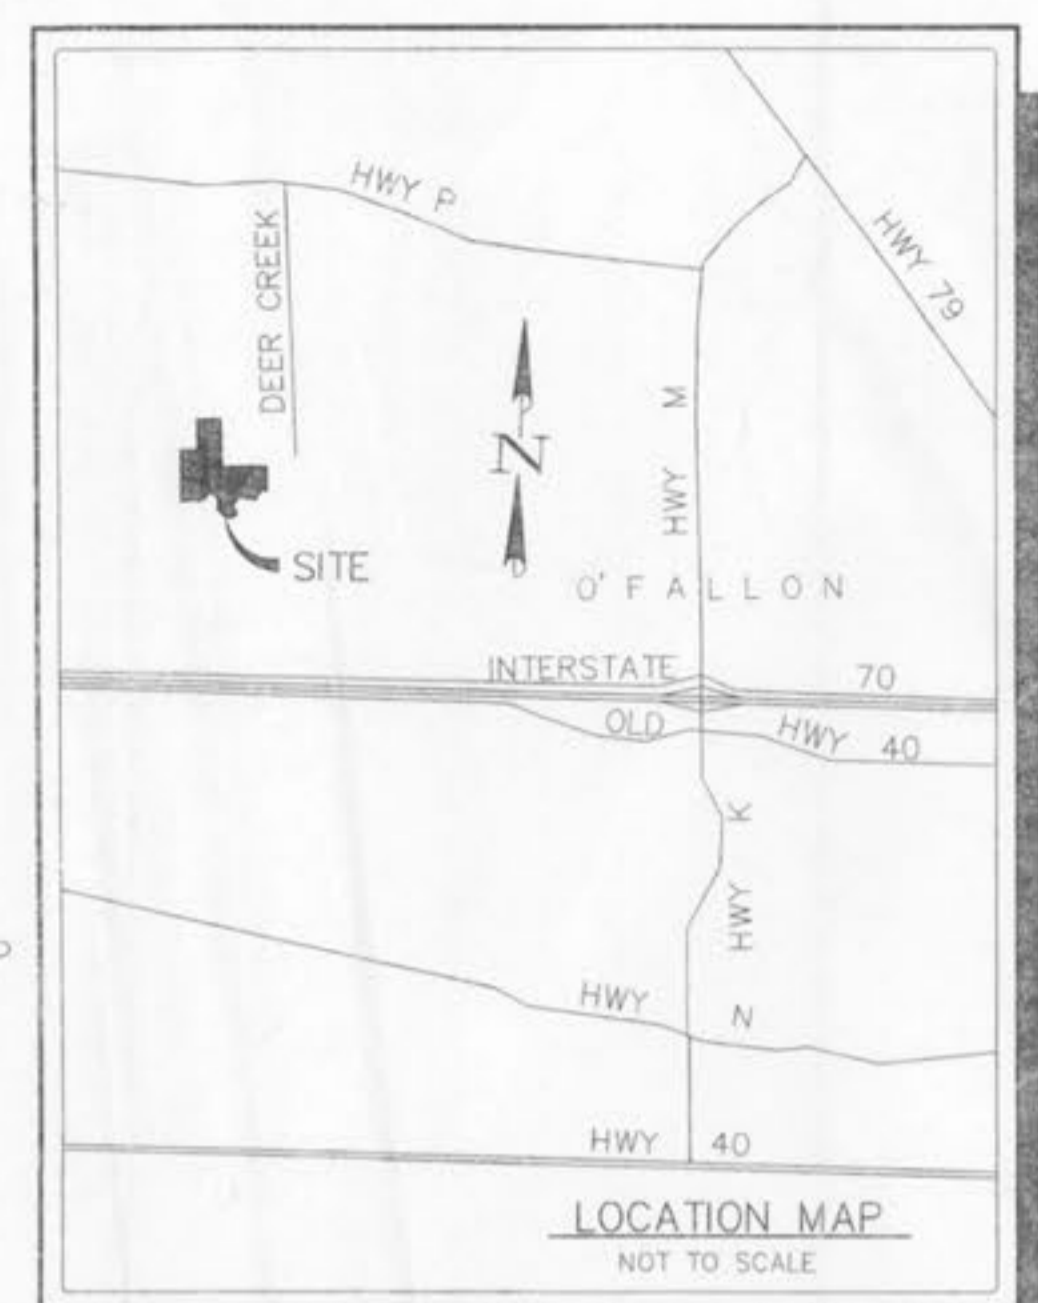 HWY P
HWY 79
DEER CREEK
HWY M
N
SITE
O'FALLON
INTERSTATE 70
OLD HWY 40
HWY K
HWY N
HWY 40
LOCATION MAP
NOT TO SCALE